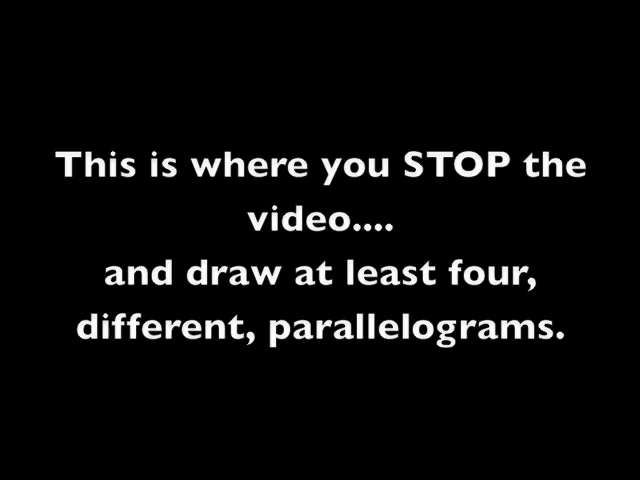 This is where you STOP the
video....
and draw at least four,
different, parallelograms.